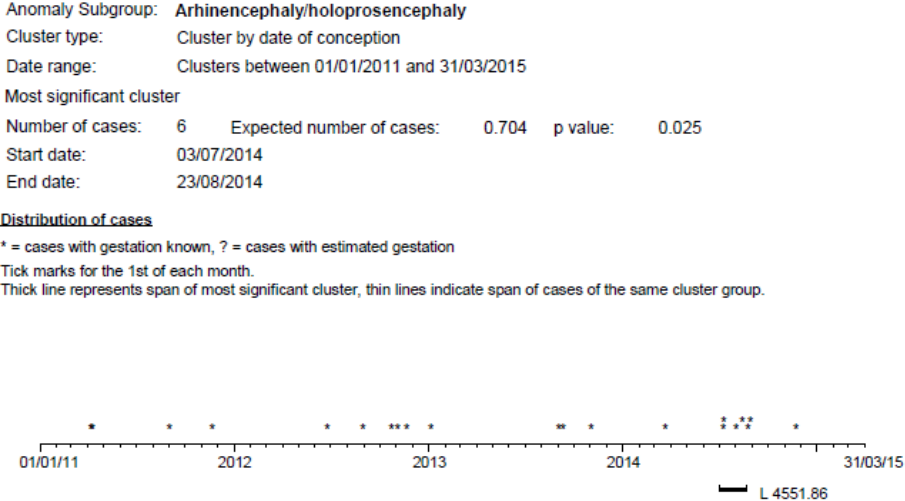 Anomaly Subgroup: Arhinencephaly/holoprosencephaly
Cluster type: Cluster by date of conception
Date range: Clusters between 01/01/2011 and 31/03/2015
Most significant cluster
Number of cases: 6 Expected number of cases: 0.704 p value: 0.025
Start date: 03/07/2014
End date: 23/08/2014
Distribution of cases
* = cases with gestation known, ? = cases with estimated gestation
Tick marks for the 1st of each month.
Thick line represents span of most significant cluster, thin lines indicate span of cases of the same cluster group.
01/01/11 2012 2013 2014 31/03/15
L 4551.86